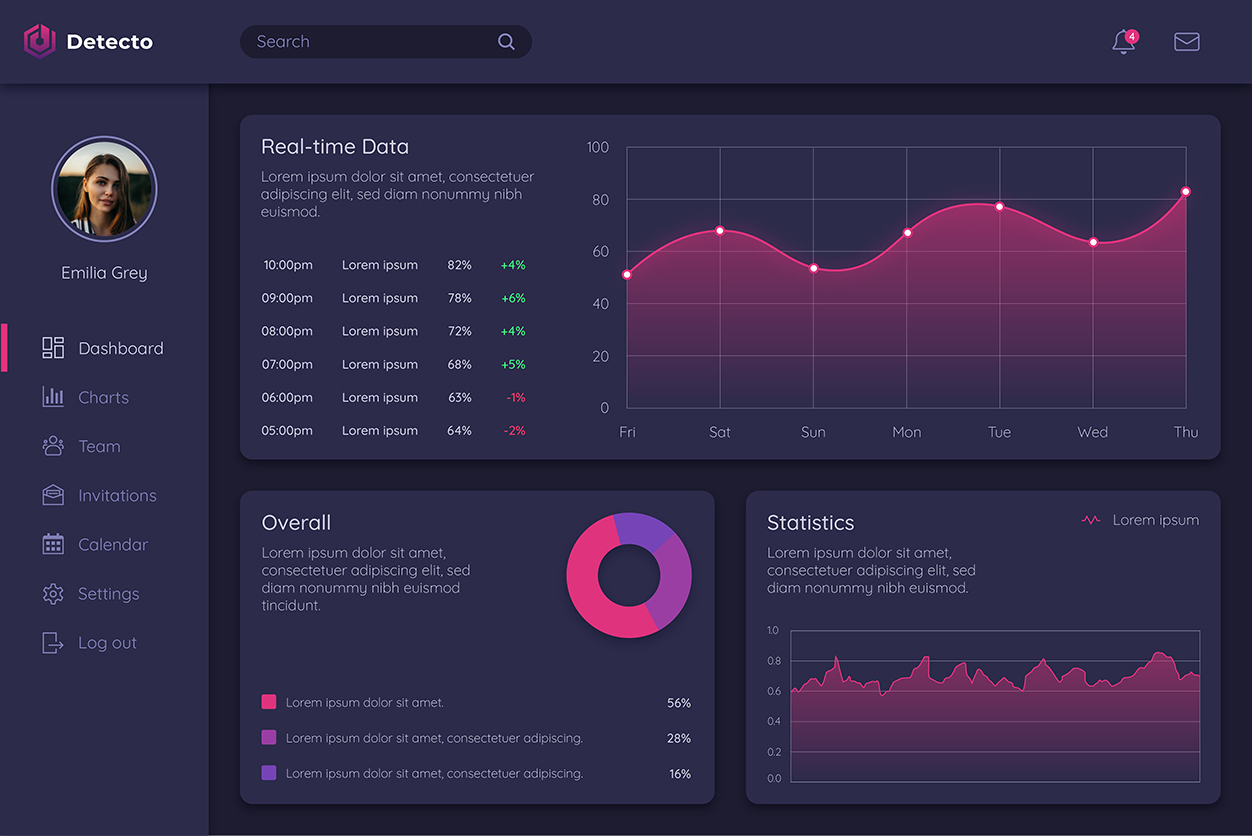 Detecto
Search
4
Emilia Grey
Dashboard
Charts
Team
Invitations
Calendar
Settings
Log out
Real-time Data
Lorem ipsum dolor sit amet, consectetuer
adipiscing elit, sed diam nonummy nibh
euismod.
10:00pm Lorem ipsum 82% +4%
09:00pm Lorem ipsum 78% +6%
08:00pm Lorem ipsum 72% +4%
07:00pm Lorem ipsum 68% +5%
06:00pm Lorem ipsum 63% -1%
05:00pm Lorem ipsum 64% -2%
100
80
60
40
20
0
Fri Sat Sun Mon Tue Wed Thu
Overall
Lorem ipsum dolor sit amet,
consectetuer adipiscing elit, sed
diam nonummy nibh euismod
tincidunt.
Lorem ipsum dolor sit amet. 56%
Lorem ipsum dolor sit amet, consectetuer adipiscing. 28%
Lorem ipsum dolor sit amet, consectetuer adipiscing. 16%
Statistics
Lorem ipsum
Lorem ipsum dolor sit amet,
consectetuer adipiscing elit, sed
diam nonummy nibh euismod.
1.0
0.8
0.6
0.4
0.2
0.0